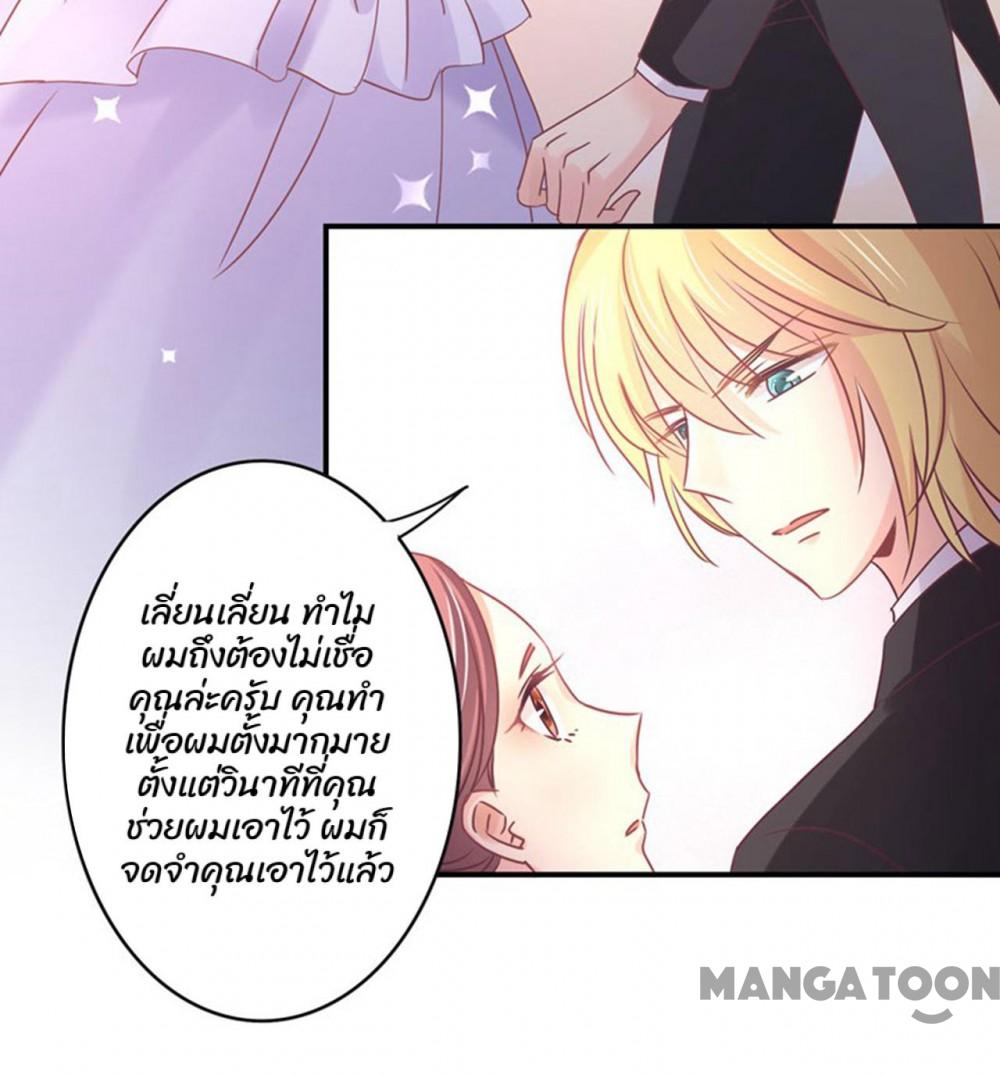 เลี่ยนเลี่ยน ทำไม
ผมถึงต้องไม่เชื่อ
คุณล่ะครับ คุณทำ
เพื่อผมตั้งมากมาย
ตั้งแต่วินาทีที่คุณ
ช่วยผมเอาไว้ ผมก็
จดจำคุณเอาไว้แล้ว
MANGATOON